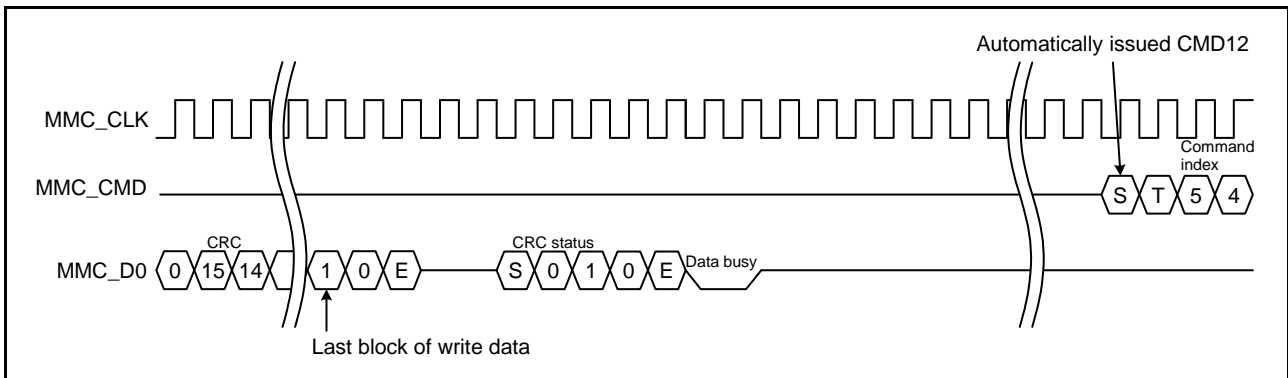 Automatically issued CMD12
MMC_CLK
Command
index
MMC_CMD
S T 5 4
CRC
CRC status
MMC_D0 0 15 14 1 0 E S 0 1 0 E Data busy
Last block of write data